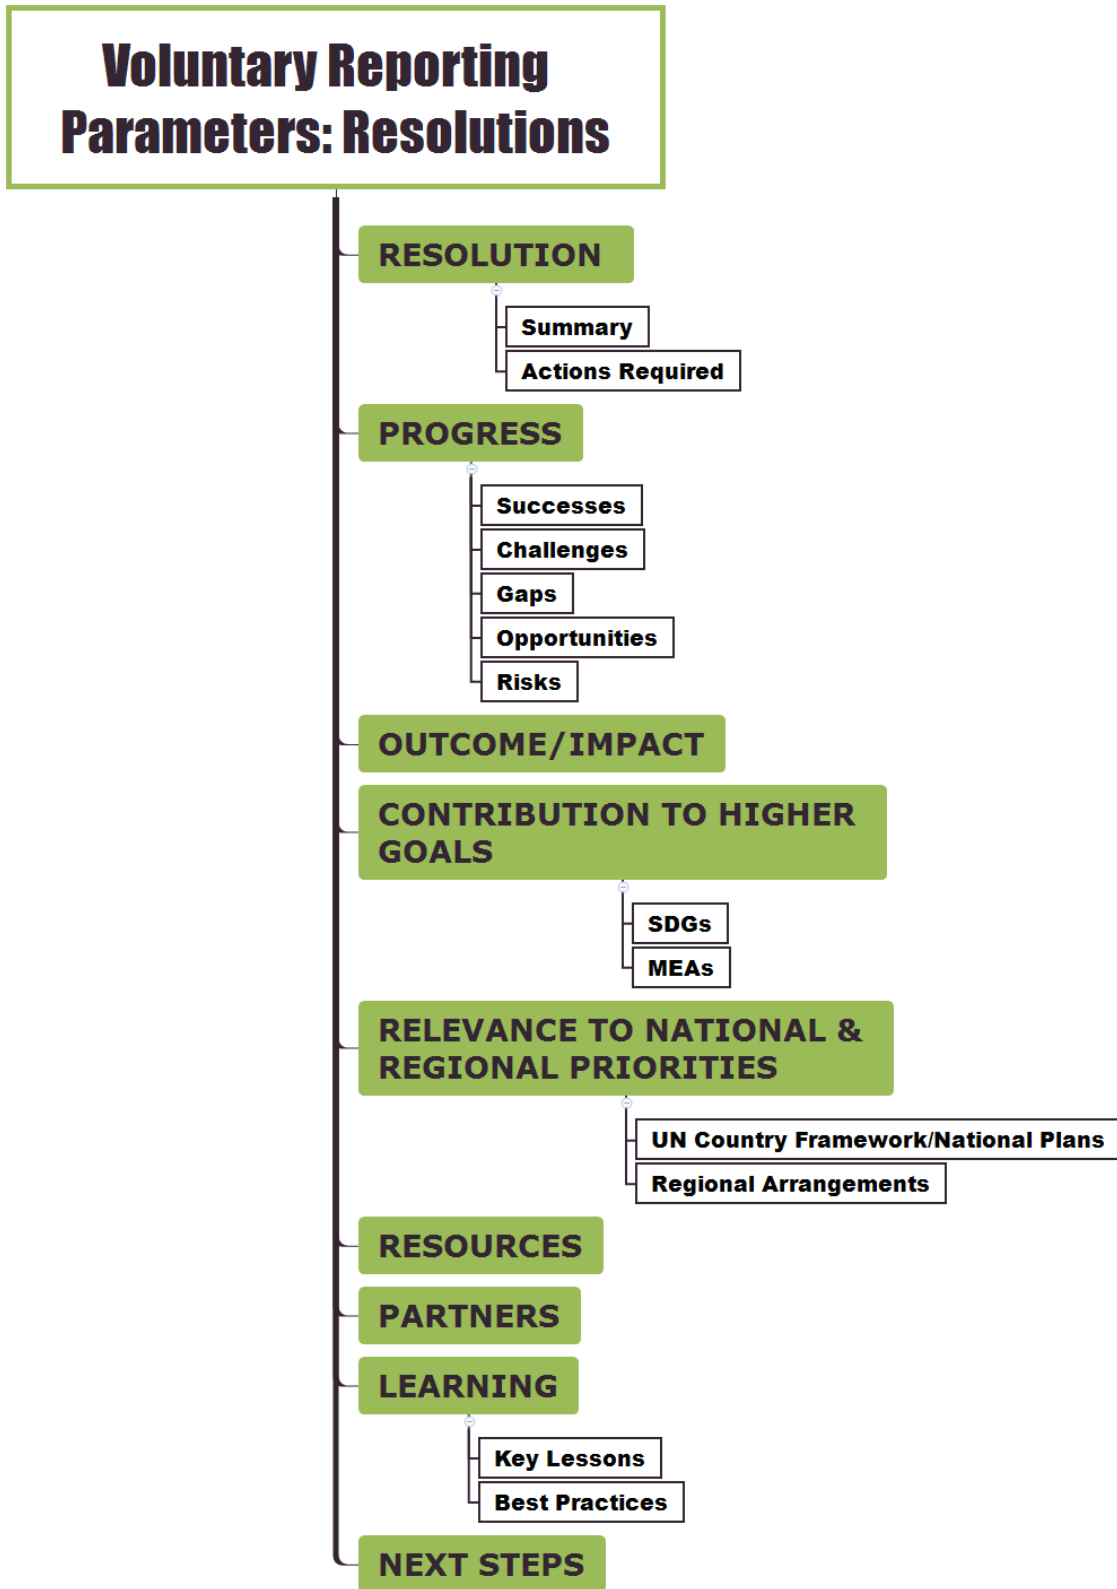 Voluntary Reporting
Parameters: Resolutions
RESOLUTION
Summary
Actions Required
PROGRESS
Successes
Challenges
Gaps
Opportunities
Risks
OUTCOME/IMPACT
CONTRIBUTION TO HIGHER
GOALS
SDGs
MEAs
RELEVANCE TO NATIONAL &
REGIONAL PRIORITIES
UN Country Framework/National Plans
Regional Arrangements
RESOURCES
PARTNERS
LEARNING
Key Lessons
Best Practices
NEXT STEPS